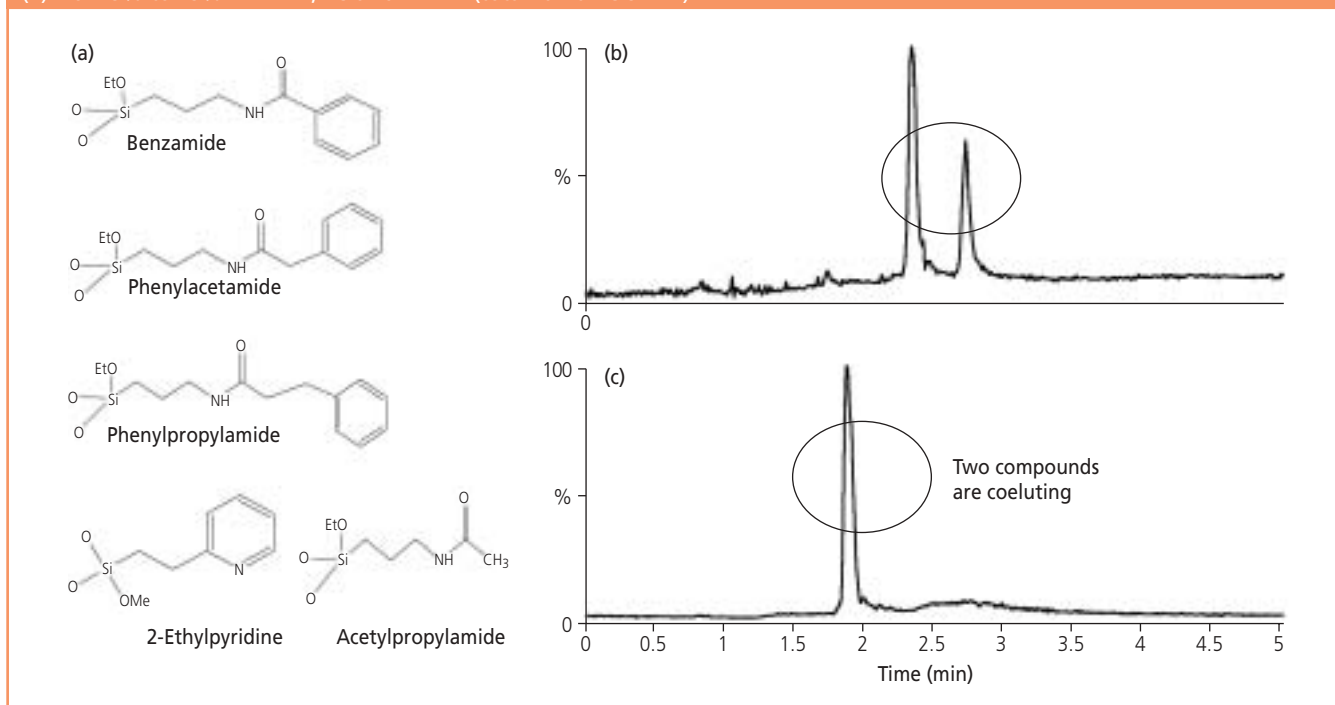 (a)
O
EtO
O
Si
NH
O
Benzamide
O
EtO
O
Si
NH
O
Phenylacetamide
O
EtO
O
Si
NH
O
Phenylpropylamide
O
Si
O
N
OMe
2-Ethylpyridine
O
EtO
O
Si
NH
CH3
O
Acetylpropylamide
100
(b)
%
0
0
100
(c)
Two compounds
are coeluting
%
0
0 0.5 1 1.5 2 2.5 3 3.5 4 4.5 5
Time (min)